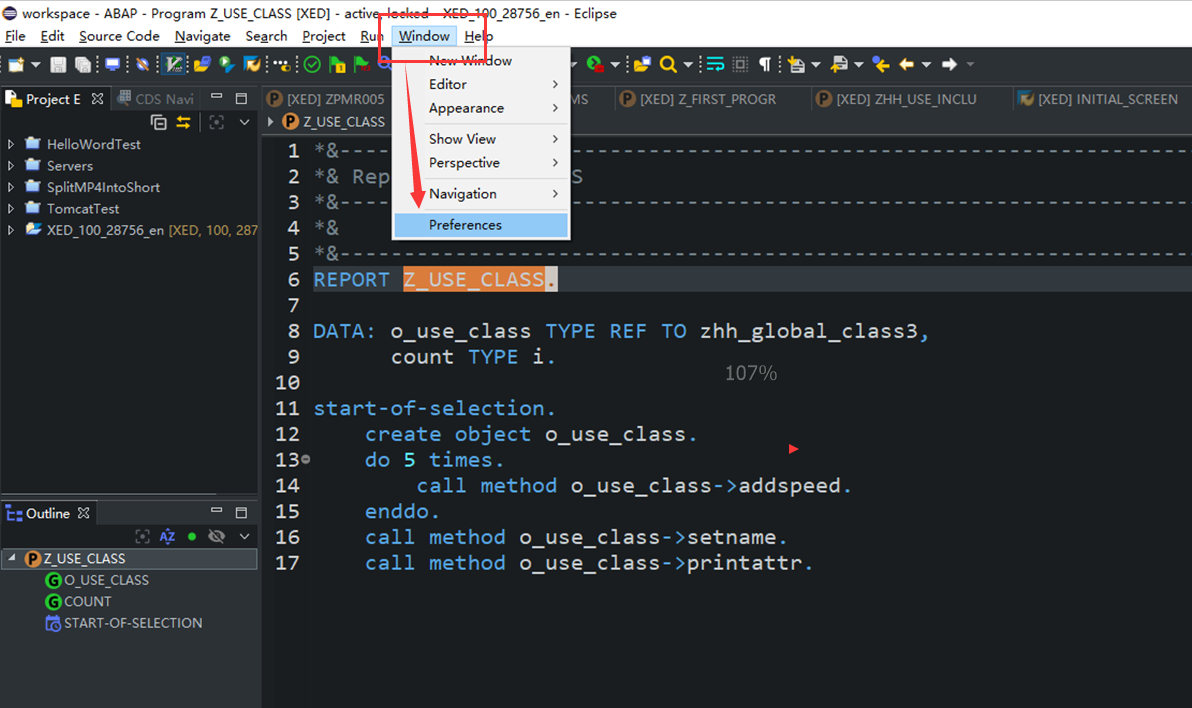 workspace - ABAP - Program Z_USE_CLASS [XED] - active, locked - XED_100_28756_en - Eclipse
File Edit Source Code Navigate Search Project Run Window Help
New Window
Editor
Appearance
Show View
Perspective
Navigation
Preferences
Project E
CDS Navi
HelloWordTest
Servers
SplitMP4IntoShort
TomcatTest
XED_100_28756_en [XED, 100, 287
[XED] ZPMR005
MS
[XED] Z_FIRST_PROGR
[XED] ZHH_USE_INCLU
[XED] INITIAL_SCREEN
Z_USE_CLASS
1 *&---------------------------------------------------------------------
2 *& Rep S
3 *&---------------------------------------------------------------------
4 *&
5 *&---------------------------------------------------------------------
6 REPORT Z_USE_CLASS.
7
8 DATA: o_use_class TYPE REF TO zhh_global_class3,
9 count TYPE i.
10
11 start-of-selection.
12 create object o_use_class.
13 do 5 times.
14 call method o_use_class->addspeed.
15 enddo.
16 call method o_use_class->setname.
17 call method o_use_class->printattr.
107%
Outline
AZ
Z_USE_CLASS
O_USE_CLASS
COUNT
START-OF-SELECTION